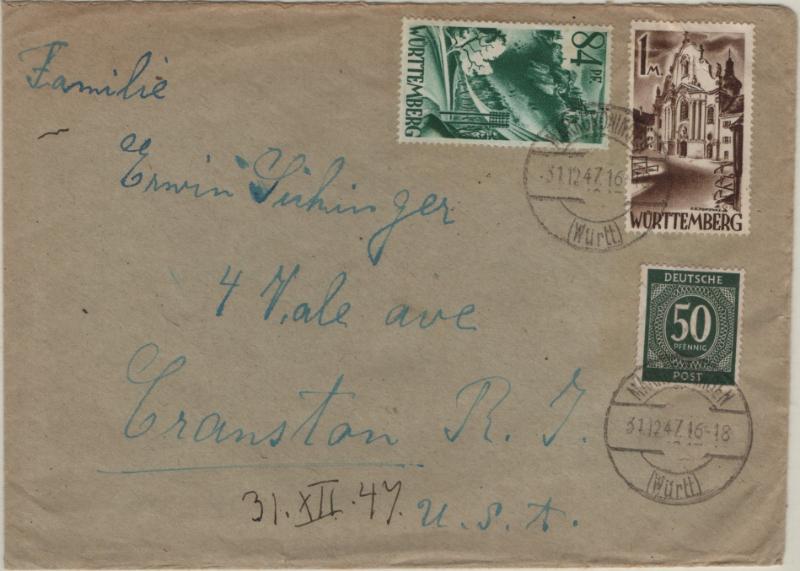 Familie
Erwin Sihinger
4 Vale ave
Cranston R. I.
U. S. A.
31. XII. 47.
84 PF
WÜRTTEMBERG
1 M.
WÜRTTEMBERG
31.12.47.16
(Württ.)
DEUTSCHE
50
PFENNIG
POST
31.12.47.16-18
(Württ.)